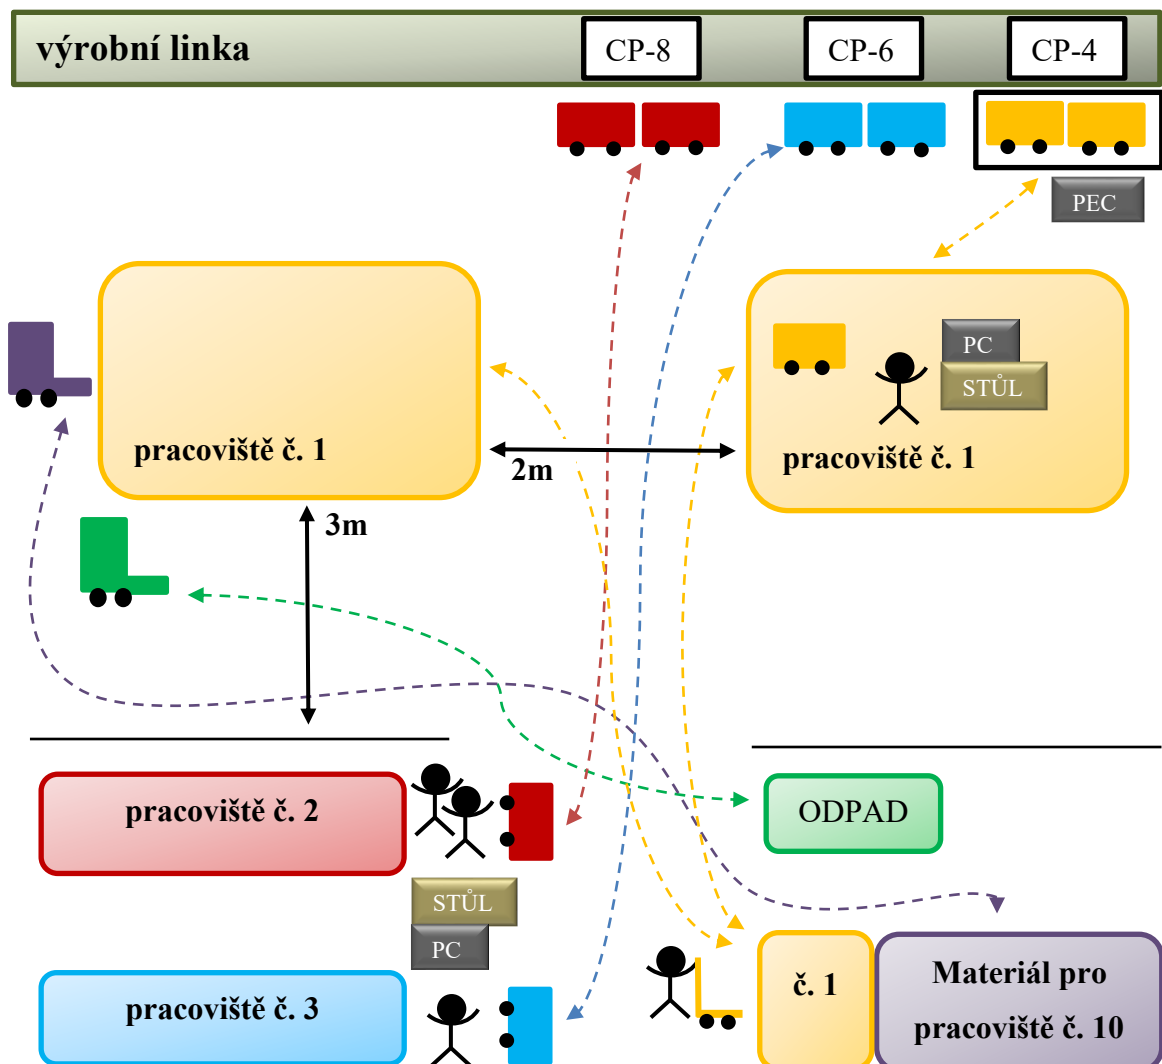 výrobní linka
CP-8
CP-6
CP-4
PEC
PC
STŮL
pracoviště č. 1
pracoviště č. 1
2m
3m
pracoviště č. 2
ODPAD
STŮL
PC
pracoviště č. 3
č. 1
Materiál pro
pracoviště č. 10